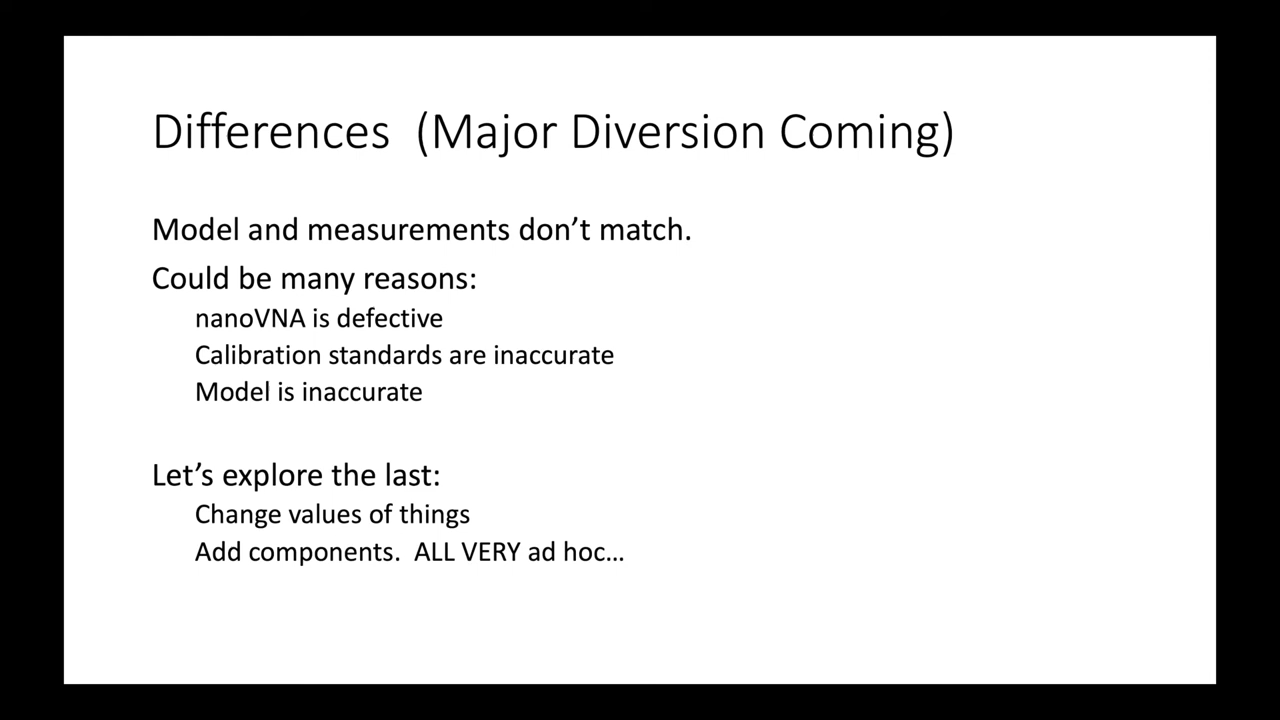 Differences  (Major Diversion Coming)
Model and measurements don’t match.
Could be many reasons:
nanoVNA is defective
Calibration standards are inaccurate
Model is inaccurate
Let’s explore the last:
Change values of things
Add components.  ALL VERY ad hoc…